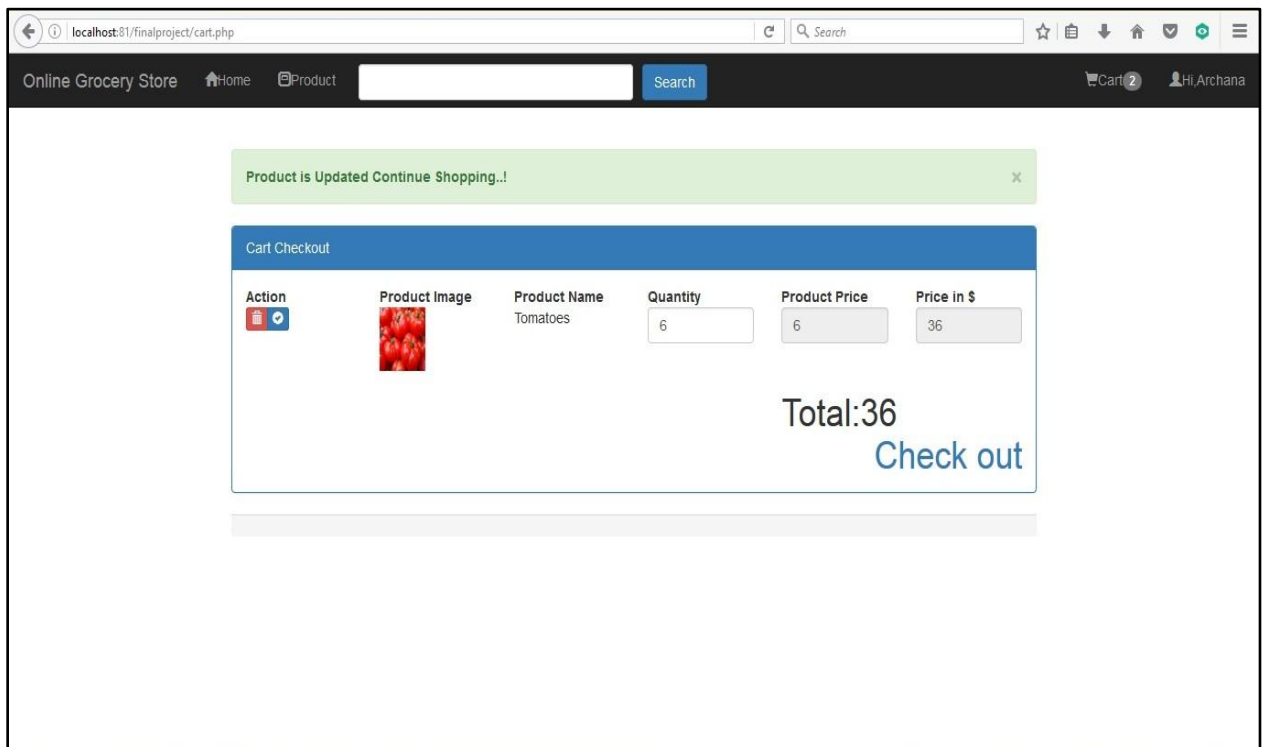 localhost:81/finalproject/cart.php
Search
Online Grocery Store Home Product Search Cart 2 Hi,Archana
Product is Updated Continue Shopping..! x
Cart Checkout
Action Product Image Product Name Quantity Product Price Price in $
Tomatoes 6 6 36
Total:36
Check out